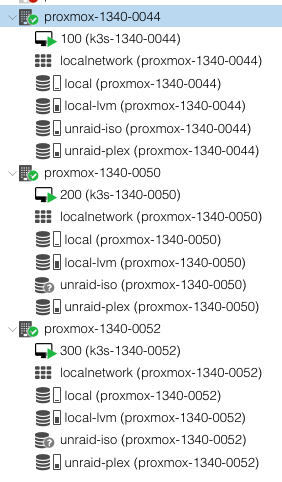 proxmox-1340-0044
100 (k3s-1340-0044)
localnetwork (proxmox-1340-0044)
local (proxmox-1340-0044)
local-lvm (proxmox-1340-0044)
unraid-iso (proxmox-1340-0044)
unraid-plex (proxmox-1340-0044)
proxmox-1340-0050
200 (k3s-1340-0050)
localnetwork (proxmox-1340-0050)
local (proxmox-1340-0050)
local-lvm (proxmox-1340-0050)
unraid-iso (proxmox-1340-0050)
unraid-plex (proxmox-1340-0050)
proxmox-1340-0052
300 (k3s-1340-0052)
localnetwork (proxmox-1340-0052)
local (proxmox-1340-0052)
local-lvm (proxmox-1340-0052)
unraid-iso (proxmox-1340-0052)
unraid-plex (proxmox-1340-0052)